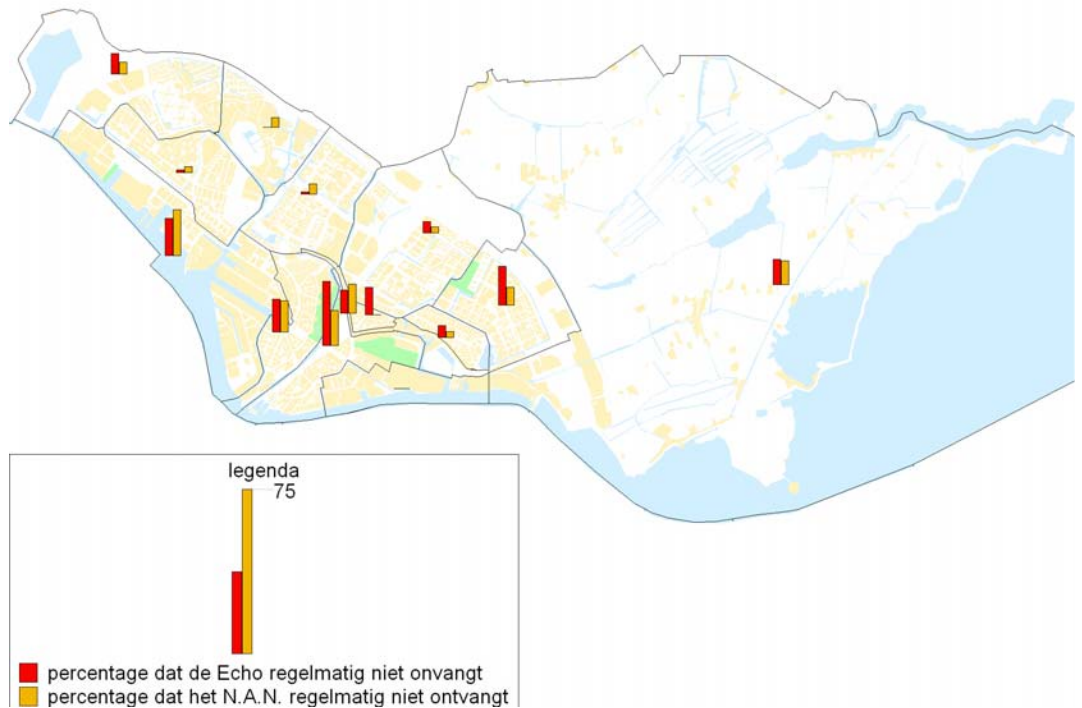 legenda
75
percentage dat de Echo regelmatig niet onvangt
percentage dat het N.A.N. regelmatig niet ontvangt